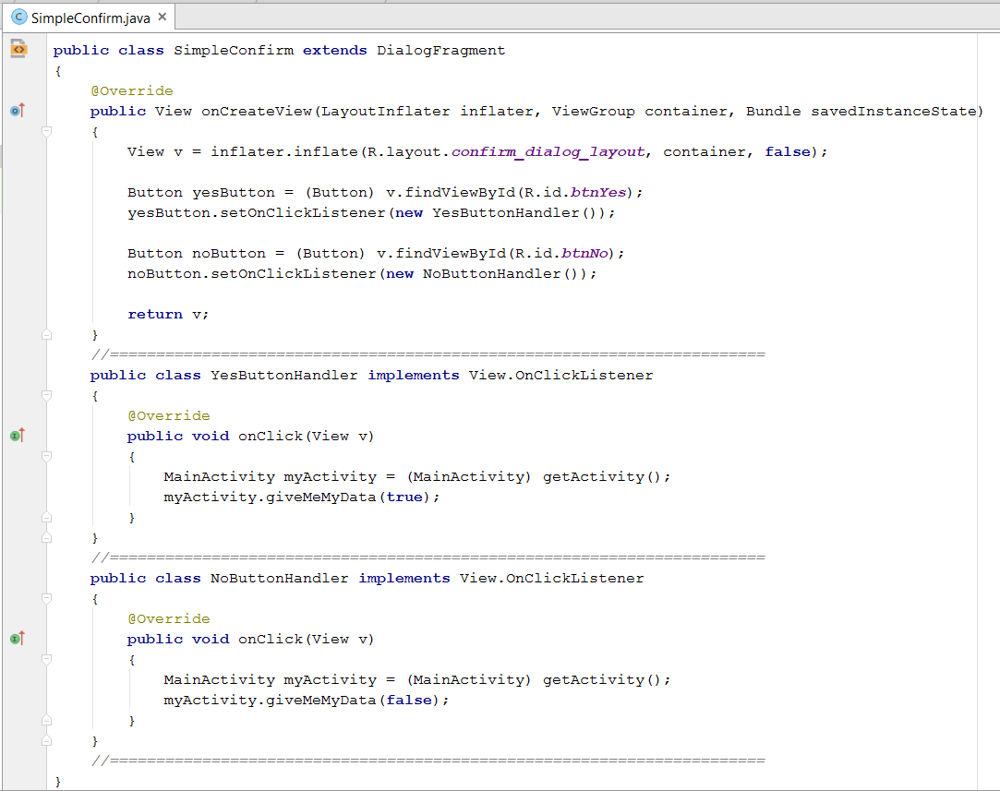 SimpleConfirm.java
public class SimpleConfirm extends DialogFragment
{
    @Override
    public View onCreateView(LayoutInflater inflater, ViewGroup container, Bundle savedInstanceState)
    {
        View v = inflater.inflate(R.layout.confirm_dialog_layout, container, false);

        Button yesButton = (Button) v.findViewById(R.id.btnYes);
        yesButton.setOnClickListener(new YesButtonHandler());

        Button noButton = (Button) v.findViewById(R.id.btnNo);
        noButton.setOnClickListener(new NoButtonHandler());

        return v;
    }
    //=======================================================================
    public class YesButtonHandler implements View.OnClickListener
    {
        @Override
        public void onClick(View v)
        {
            MainActivity myActivity = (MainActivity) getActivity();
            myActivity.giveMeMyData(true);
        }
    }
    //=======================================================================
    public class NoButtonHandler implements View.OnClickListener
    {
        @Override
        public void onClick(View v)
        {
            MainActivity myActivity = (MainActivity) getActivity();
            myActivity.giveMeMyData(false);
        }
    }
    //=======================================================================
}